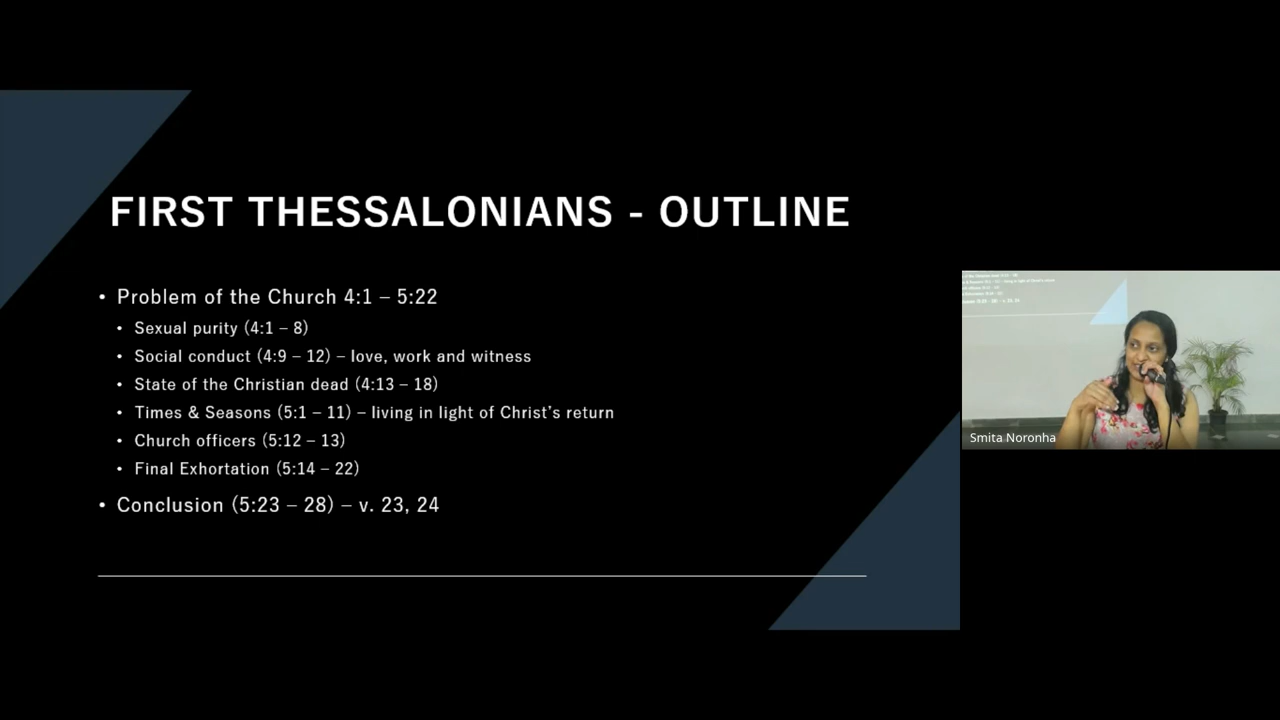 FIRST THESSALONIANS - OUTLINE
• Problem of the Church 4:1 – 5:22
• Sexual purity (4:1 – 8)
• Social conduct (4:9 – 12) – love, work and witness
• State of the Christian dead (4:13 – 18)
• Times & Seasons (5:1 – 11) – living in light of Christ's return
• Church officers (5:12 – 13)
• Final Exhortation (5:14 – 22)
• Conclusion (5:23 – 28) – v. 23, 24
Smita Noronha